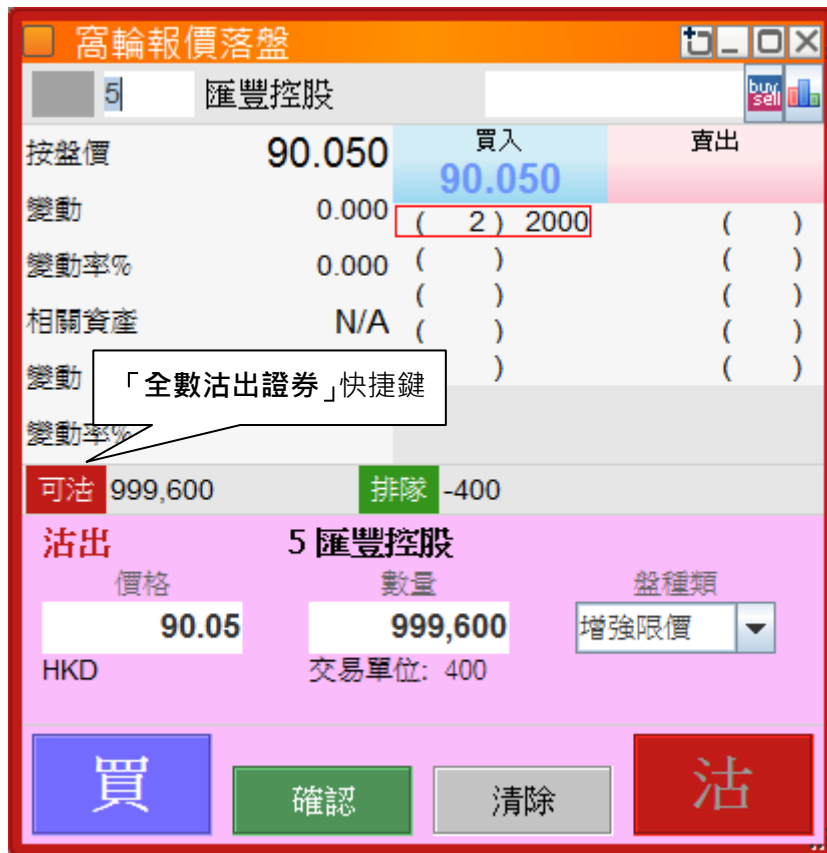 窩輪報價落盤
5 匯豐控股 buy sell
按盤價 90.050 買入 90.050 賣出
變動 0.000 ( 2 ) 2000 ( )
變動率% 0.000 ( ) ( )
( ) ( )
相關資產 N/A ( ) ( )
變動 ) ( )
「全數沽出證券」快捷鍵
變動率%
可沽 999,600 排隊 -400
沽出 5 匯豐控股
價格 數量 盤種類
90.05 999,600 增強限價
HKD 交易單位: 400
買 確認 清除 沽